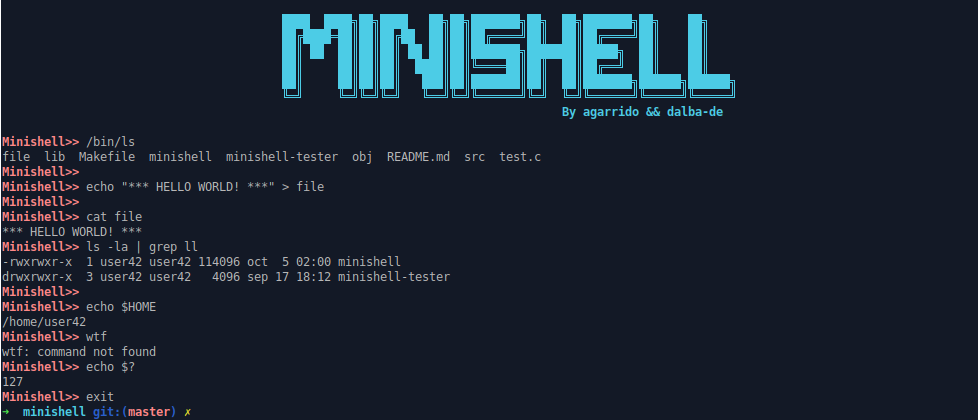 MINISHELL
By agarrido && dalba-de
Minishell>> /bin/ls
file  lib  Makefile  minishell  minishell-tester  obj  README.md  src  test.c
Minishell>>
Minishell>> echo "*** HELLO WORLD! ***" > file
Minishell>>
Minishell>> cat file
*** HELLO WORLD! ***
Minishell>> ls -la | grep ll
-rwxrwxr-x  1 user42 user42 114096 oct  5 02:00 minishell
drwxrwxr-x  3 user42 user42   4096 sep 17 18:12 minishell-tester
Minishell>>
Minishell>> echo $HOME
/home/user42
Minishell>> wtf
wtf: command not found
Minishell>> echo $?
127
Minishell>> exit
➜  minishell git:(master) ✗